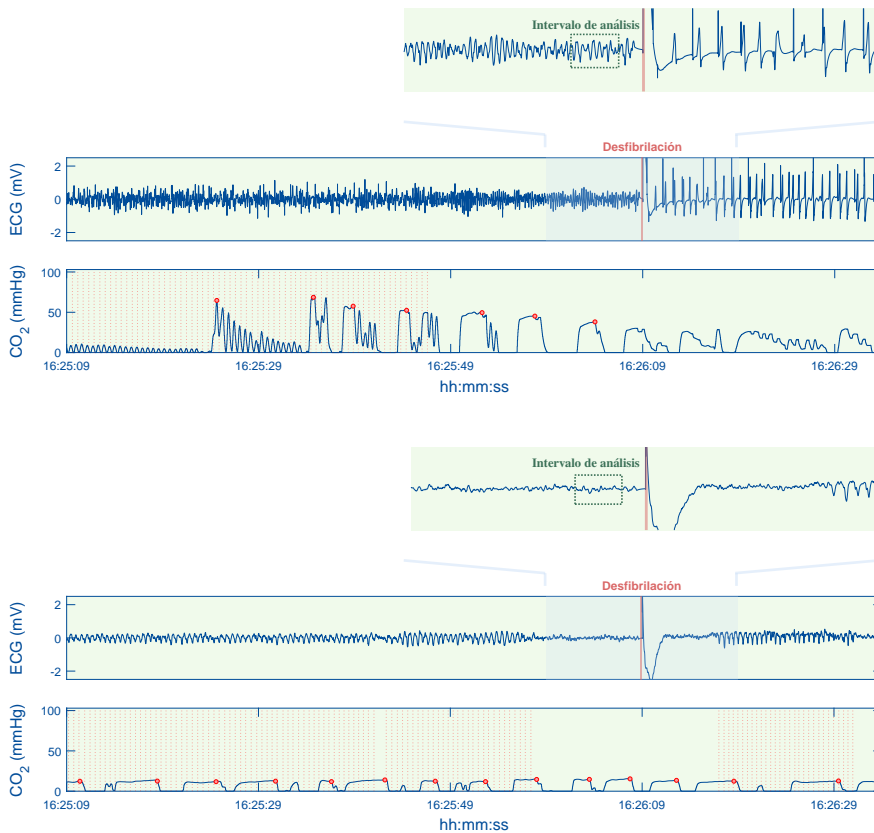 Intervalo de análisis
Desfibrilación
ECG (mV)
2
0
-2
CO2 (mmHg)
100
50
0
16:25:09 16:25:29 16:25:49 16:26:09 16:26:29
hh:mm:ss
Intervalo de análisis
Desfibrilación
ECG (mV)
2
0
-2
CO2 (mmHg)
100
50
0
16:25:09 16:25:29 16:25:49 16:26:09 16:26:29
hh:mm:ss